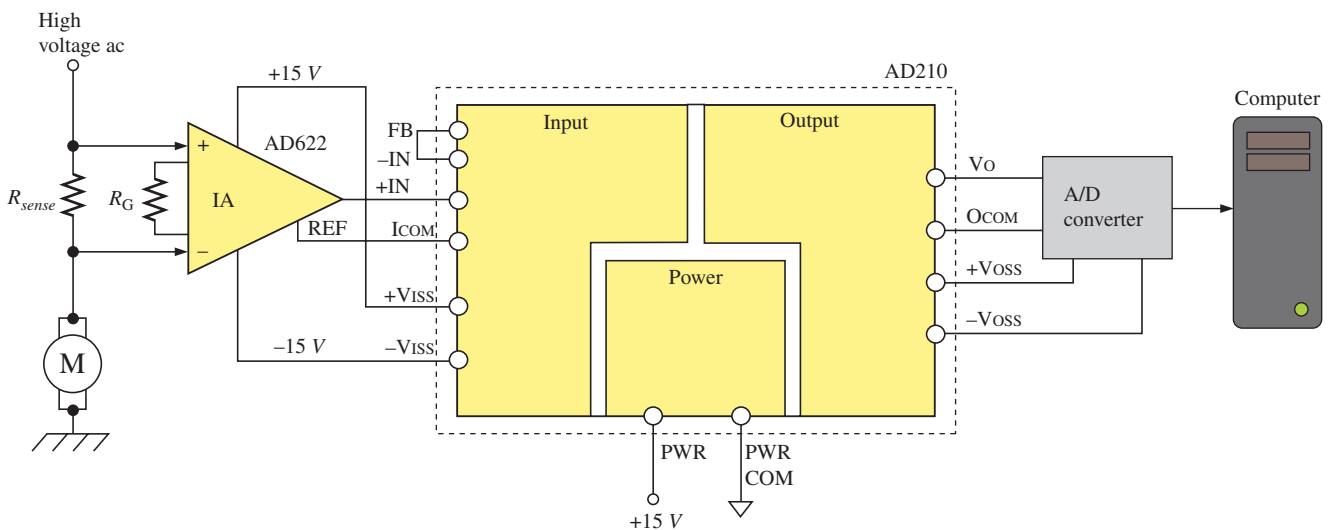 High
voltage ac
+15 V
AD210
Computer
AD622
FB
–IN
+IN
Input
Output
VO
A/D
converter
Rsense
RG
+
IA
–
REF
ICOM
OCOM
Power
+VISS
+VOSS
–15 V
–VISS
–VOSS
M
PWR
PWR
COM
+15 V